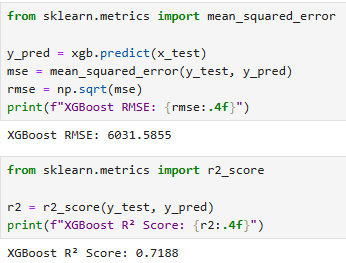 from sklearn.metrics import mean_squared_error
y_pred = xgb.predict(x_test)
mse = mean_squared_error(y_test, y_pred)
rmse = np.sqrt(mse)
print(f"XGBoost RMSE: {rmse:.4f}")
XGBoost RMSE: 6031.5855
from sklearn.metrics import r2_score
r2 = r2_score(y_test, y_pred)
print(f"XGBoost R² Score: {r2:.4f}")
XGBoost R² Score: 0.7188